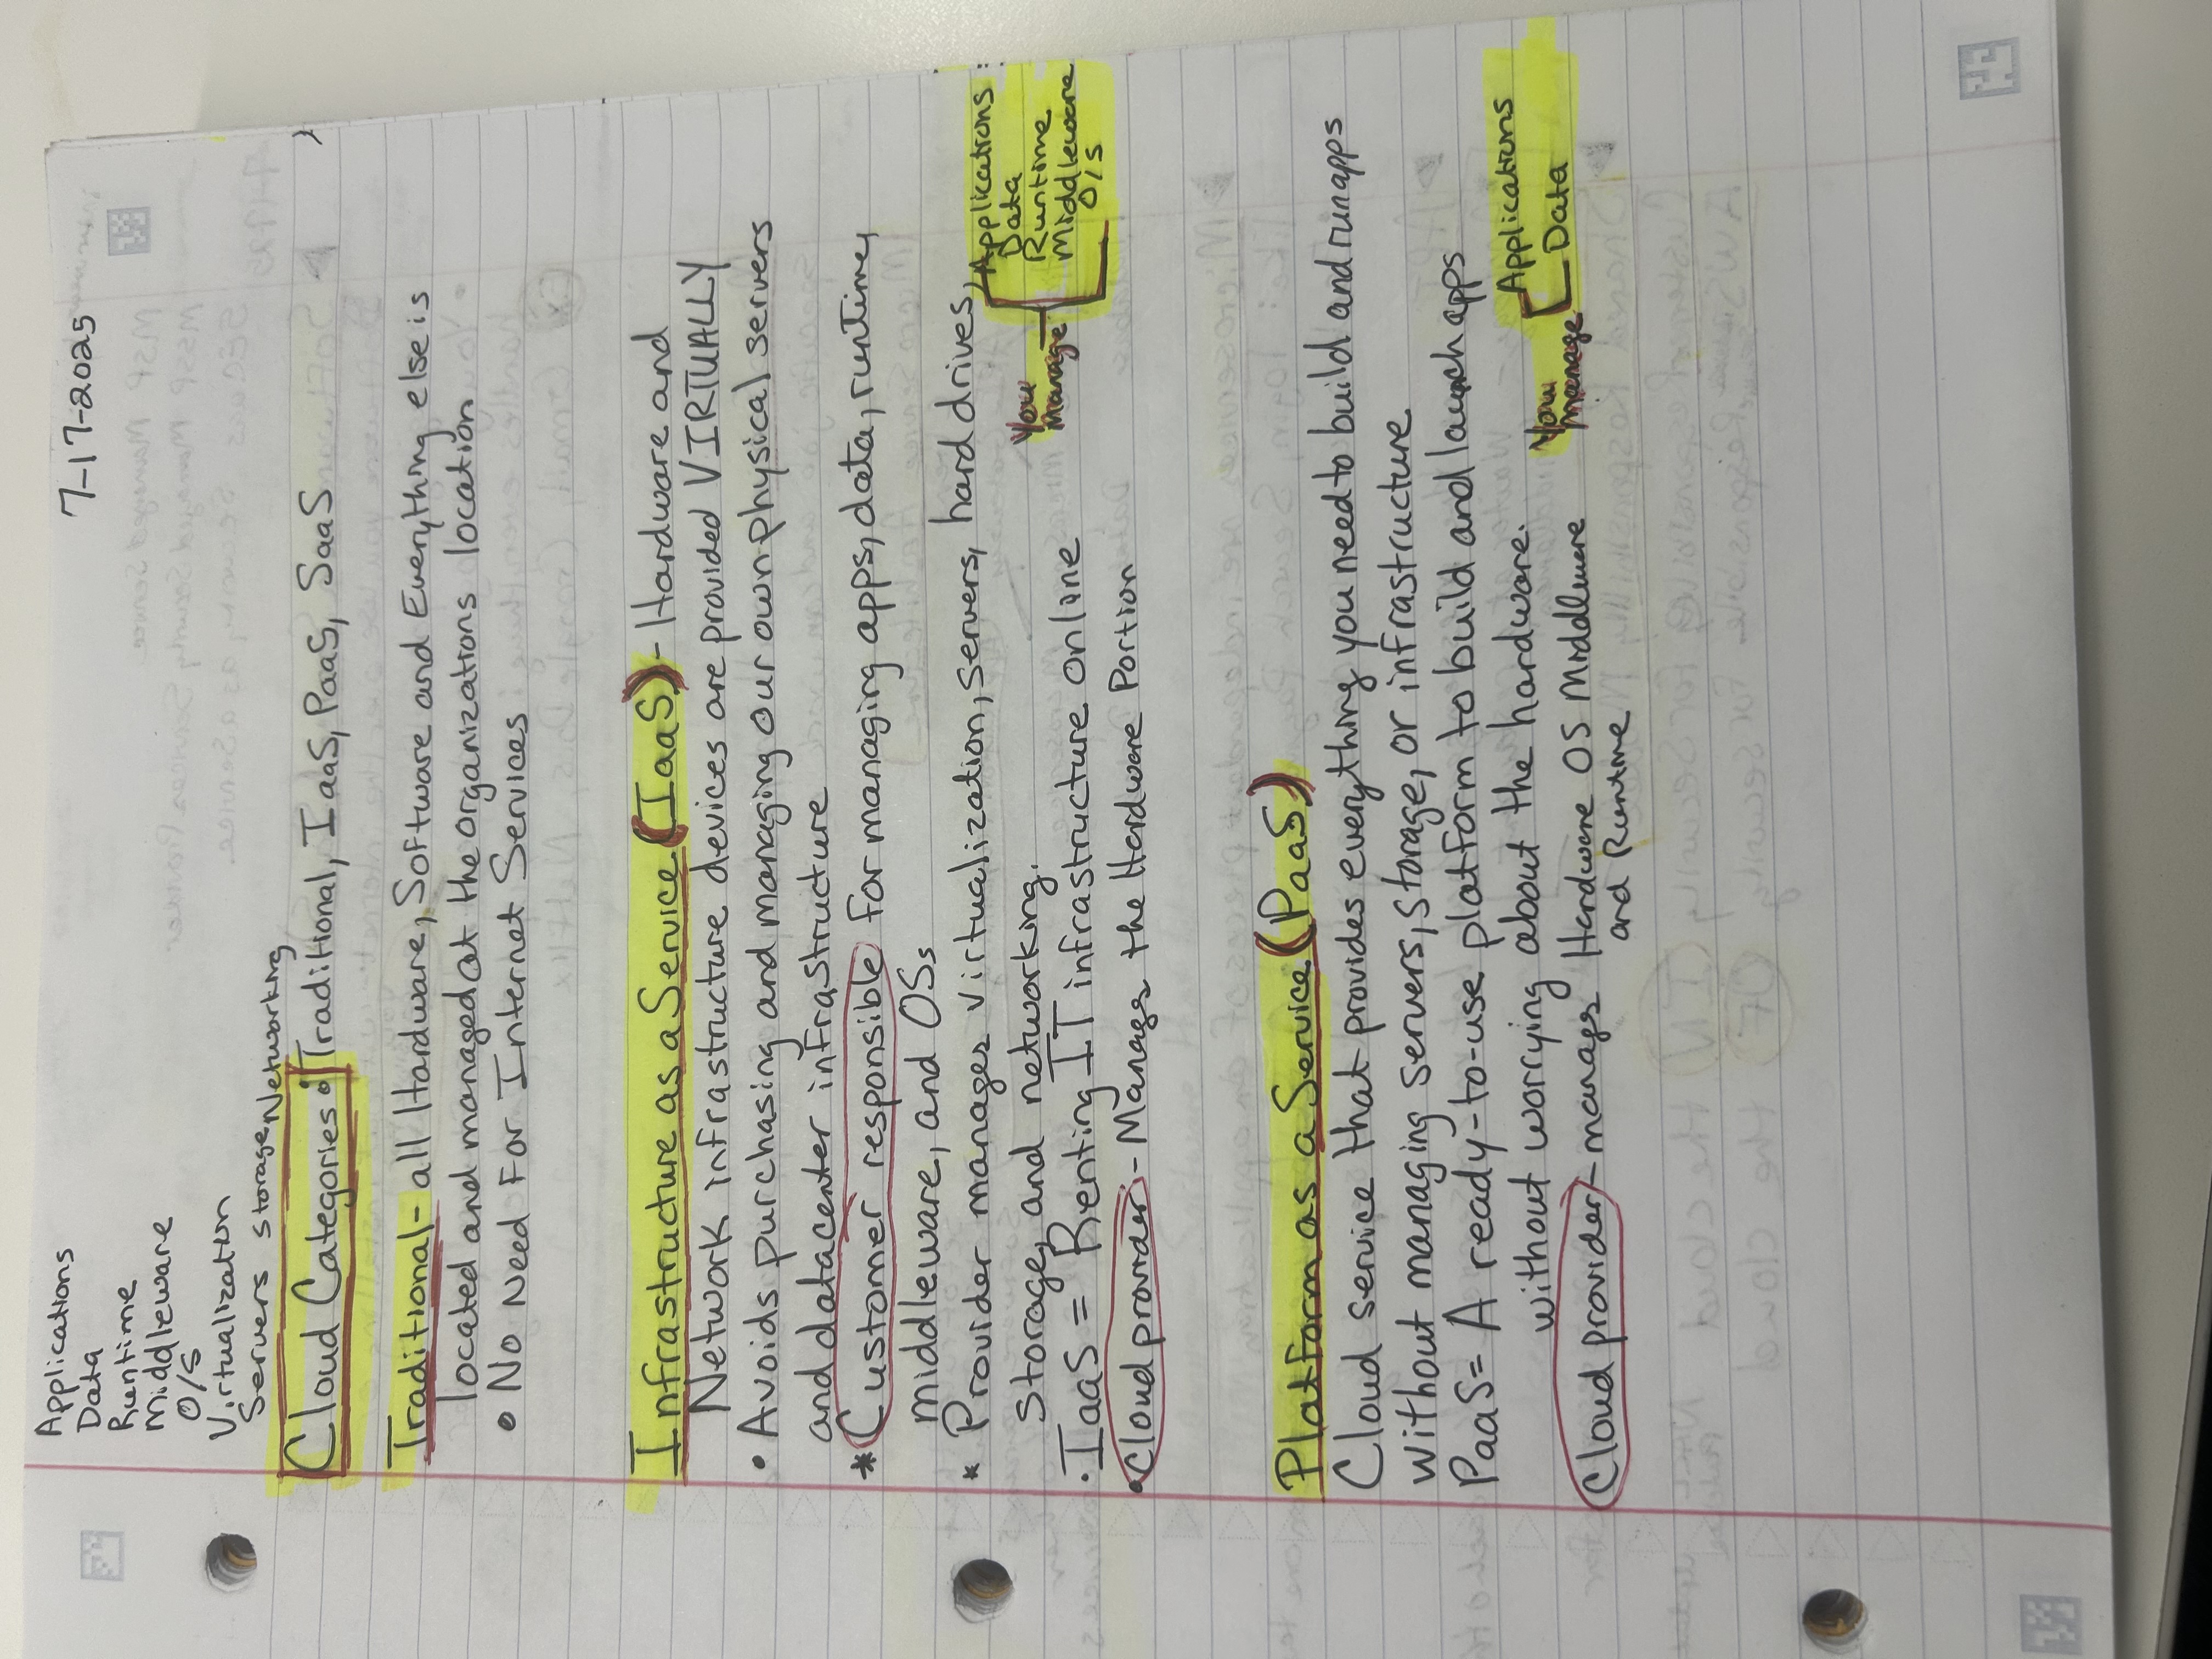 7-17-2025
Applications
Data
Runtime
Middleware
O/S
Virtualization
Servers Storage, Networking
Cloud Categories: Traditional, IaaS, PaaS, SaaS
Traditional - all Hardware, Software and Everything else is
located and managed at the organizations location
• No Need For Internet Services
Infrastructure as a Service (IaaS) - Hardware and
Network infrastructure devices are provided VIRTUALLY
• Avoids purchasing and managing our own physical servers
and datacenter infrastructure
* Customer responsible for managing apps, data, runtime,
middleware, and OSs
* Provider manages virtualization, servers, hard drives,
Storage, and networking.
• IaaS = Renting IT infrastructure online
• Cloud provider - Manages the Hardware Portion
You
Manage
Applications
Data
Runtime
Middleware
O/S
Platform as a Service (PaaS)
Cloud service that provides everything you need to build and run apps
without managing servers, storage, or infrastructure
PaaS = A ready-to-use platform to build and launch apps
without worrying about the hardware.
Cloud provider - manages Hardware OS Middleware
and Runtime
You
manage
Applications
Data